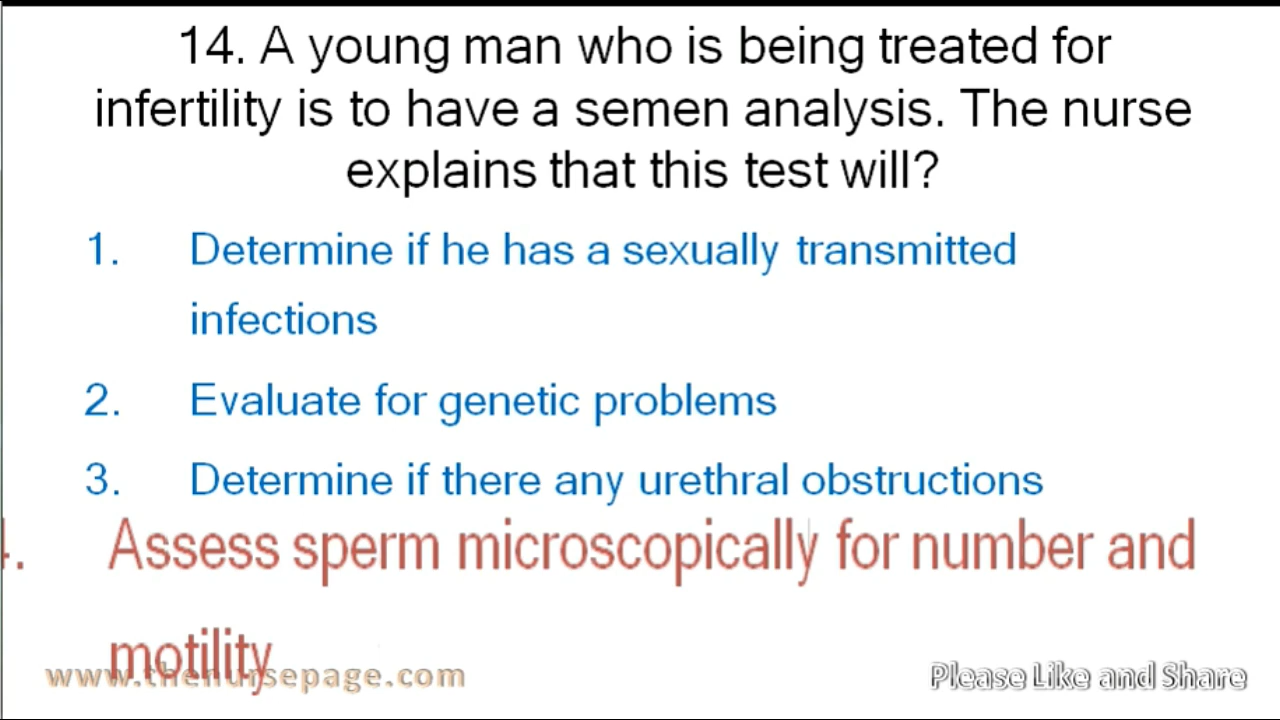 14. A young man who is being treated for
infertility is to have a semen analysis. The nurse
explains that this test will?
1. Determine if he has a sexually transmitted
infections
2. Evaluate for genetic problems
3. Determine if there any urethral obstructions
4. Assess sperm microscopically for number and
motility
www.thenursepage.com
Please Like and Share